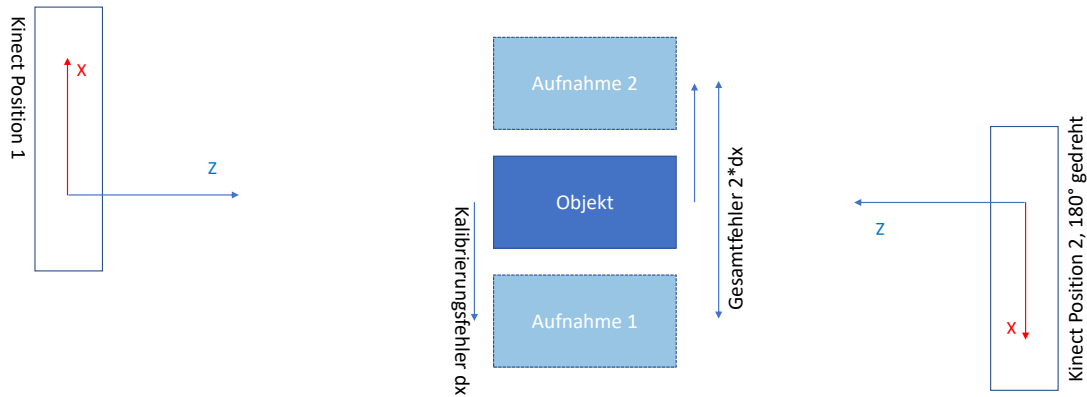 Kinect Position 1
X
Z
Aufnahme 2
Objekt
Aufnahme 1
Kalibrierungsfehler dx
Gesamtfehler 2*dx
Z
X
Kinect Position 2, 180° gedreht